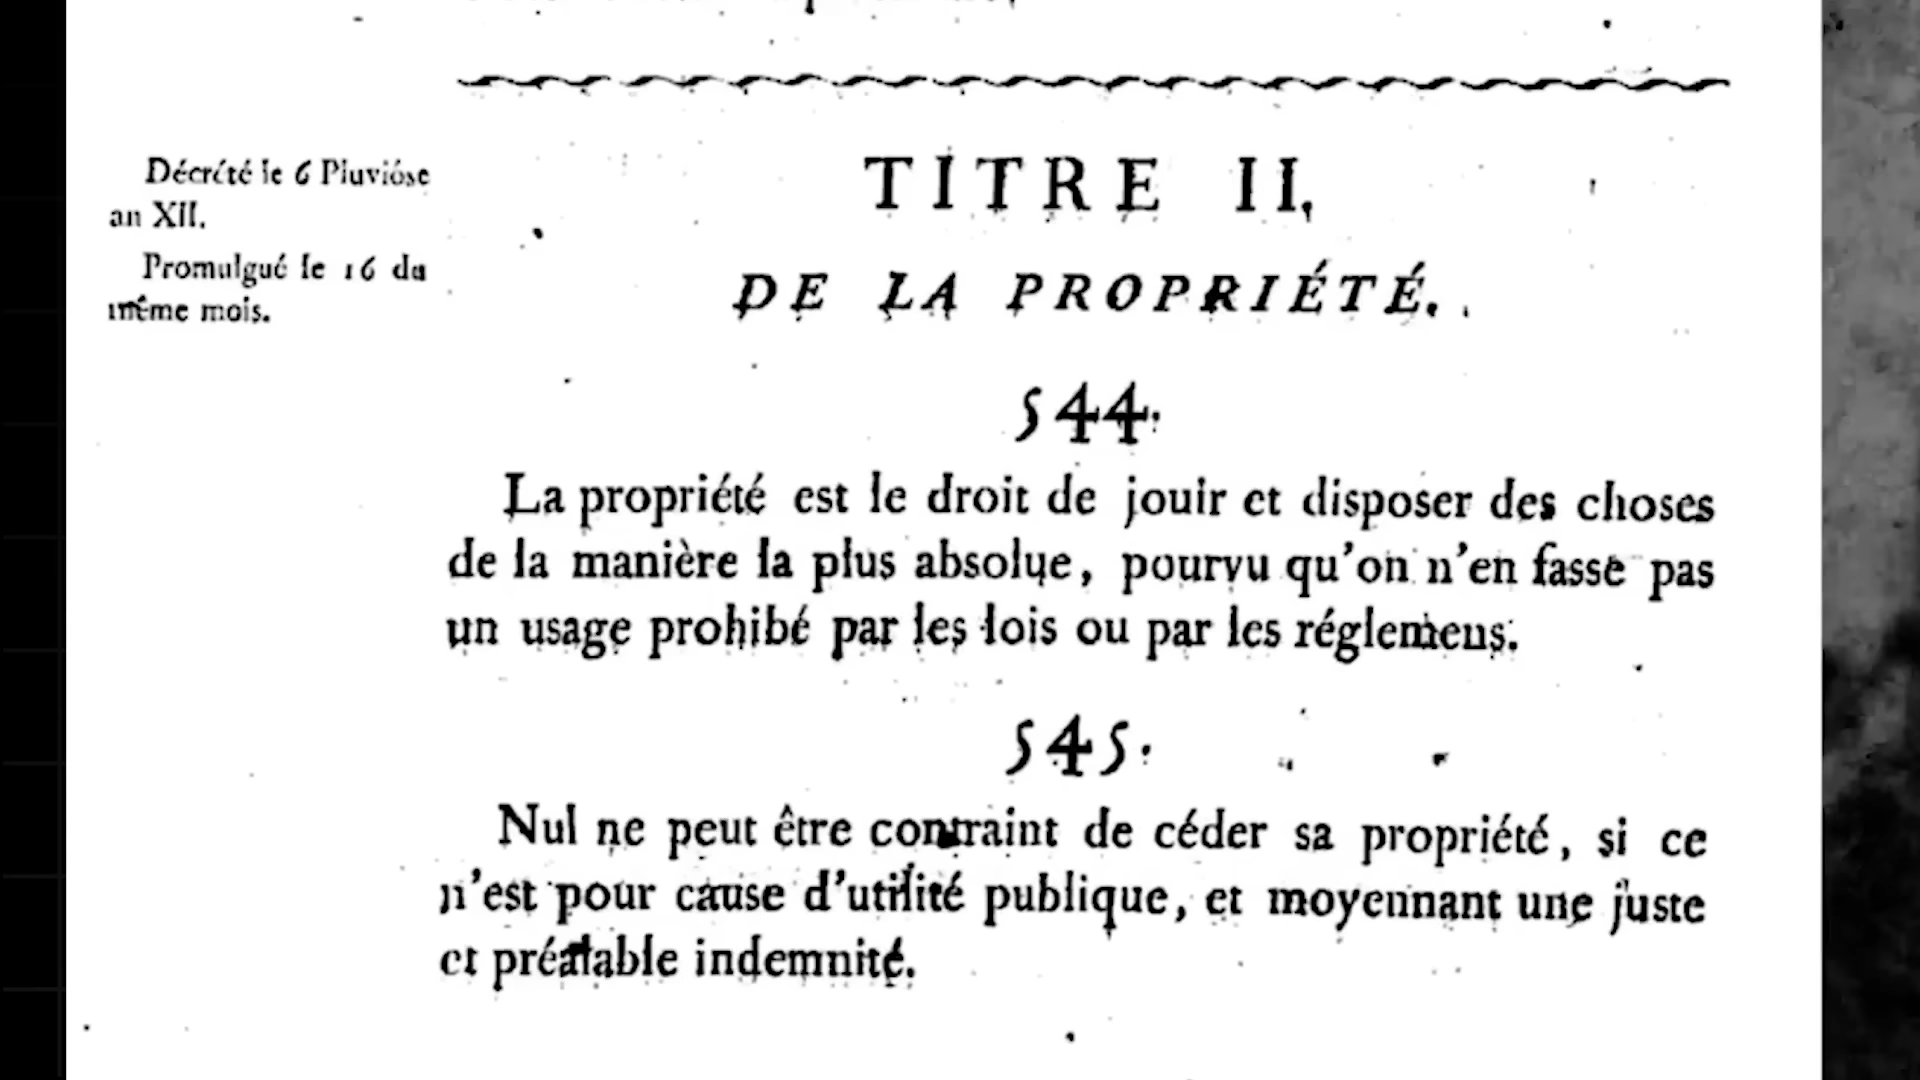 Décrété le 6 Pluviôse
an XII.
Promulgué le 16 du
même mois.
TITRE II.
DE LA PROPRIÉTÉ.
544.
La propriété est le droit de jouir et disposer des choses
de la manière la plus absolue, pourvu qu'on n'en fasse pas
un usage prohibé par les lois ou par les réglemens.
545.
Nul ne peut être contraint de céder sa propriété, si ce
n'est pour cause d'utilité publique, et moyennant une juste
et préalable indemnité.